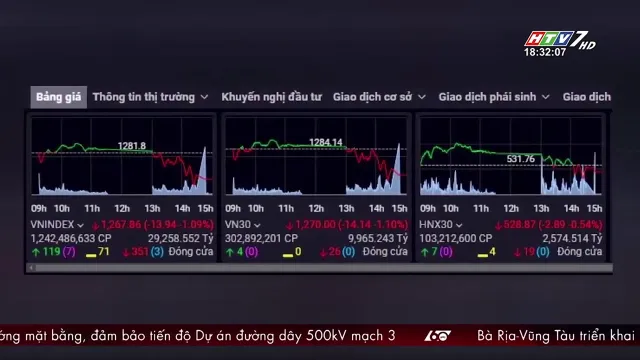 HTV7 HD
18:32:07
Bảng giá Thông tin thị trường Khuyến nghị đầu tư Giao dịch cơ sở Giao dịch phái sinh Giao dịch
1281.8
1284.14
531.76
09h 10h 11h 12h 13h 14h 15h
09h 10h 11h 12h 13h 14h 15h
09h 10h 11h 12h 13h 14h 15h
VNINDEX ↓1,267.86 (-13.94 -1.09%)
1,242,486,633 CP 29,258.552 Tỷ
↑119 (7) 71 ↓351 (3) Đóng cửa
VN30 ↓1,270.00 (-14.14 -1.10%)
302,892,201 CP 9,965.243 Tỷ
↑4 (0) 0 ↓26 (0) Đóng cửa
HNX30 ↓528.87 (-2.89 -0.54%)
103,212,600 CP 2,574.514 Tỷ
↑7 (0) 4 ↓19 (0) Đóng cửa
ớng mặt bằng, đảm bảo tiến độ Dự án đường dây 500kV mạch 3 60 Bà Rịa-Vũng Tàu triển khai